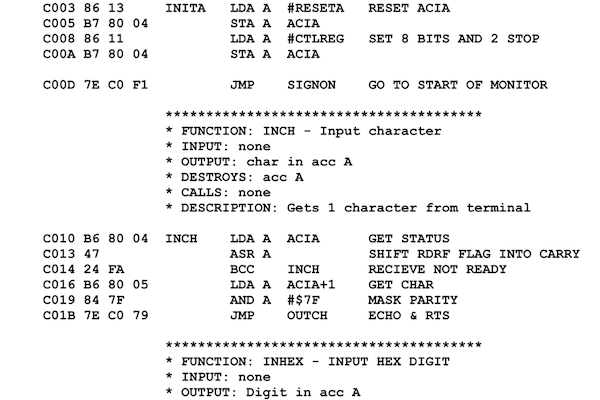 C003 86 13 INITA LDA A #RESETA RESET ACIA
C005 B7 80 04 STA A ACIA
C008 86 11 LDA A #CTLREG SET 8 BITS AND 2 STOP
C00A B7 80 04 STA A ACIA
C00D 7E C0 F1 JMP SIGNON GO TO START OF MONITOR
****************************************
* FUNCTION: INCH - Input character
* INPUT: none
* OUTPUT: char in acc A
* DESTROYS: acc A
* CALLS: none
* DESCRIPTION: Gets 1 character from terminal
C010 B6 80 04 INCH LDA A ACIA GET STATUS
C013 47 ASR A SHIFT RDRF FLAG INTO CARRY
C014 24 FA BCC INCH RECIEVE NOT READY
C016 B6 80 05 LDA A ACIA+1 GET CHAR
C019 84 7F AND A #$7F MASK PARITY
C01B 7E C0 79 JMP OUTCH ECHO & RTS
****************************************
* FUNCTION: INHEX - INPUT HEX DIGIT
* INPUT: none
* OUTPUT: Digit in acc A